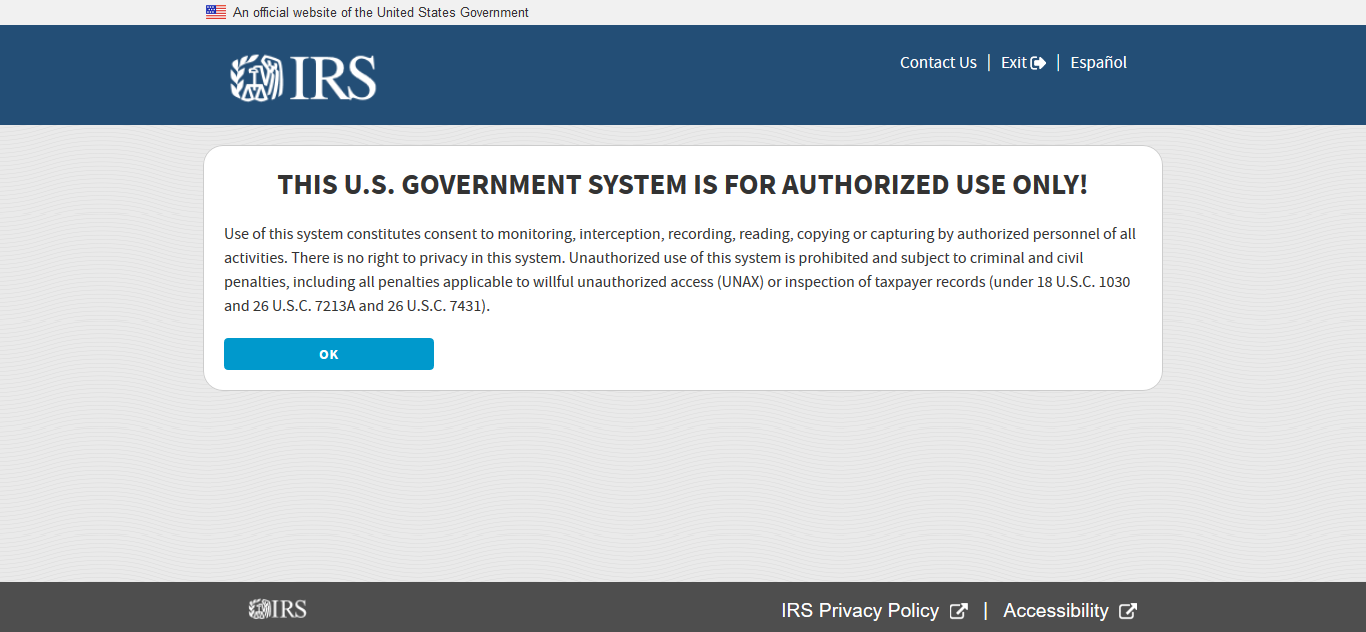 An official website of the United States Government
IRS
Contact Us | Exit | Español
THIS U.S. GOVERNMENT SYSTEM IS FOR AUTHORIZED USE ONLY!
Use of this system constitutes consent to monitoring, interception, recording, reading, copying or capturing by authorized personnel of all
activities. There is no right to privacy in this system. Unauthorized use of this system is prohibited and subject to criminal and civil
penalties, including all penalties applicable to willful unauthorized access (UNAX) or inspection of taxpayer records (under 18 U.S.C. 1030
and 26 U.S.C. 7213A and 26 U.S.C. 7431).
OK
IRS
IRS Privacy Policy | Accessibility